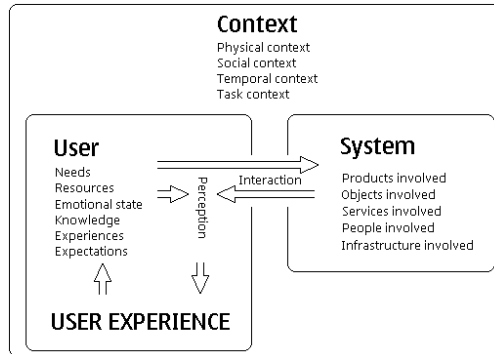 Context
Physical context
Social context
Temporal context
Task context
User
Needs
Resources
Emotional state
Knowledge
Experiences
Expectations
Perception
Interaction
System
Products involved
Objects involved
Services involved
People involved
Infrastructure involved
USER EXPERIENCE